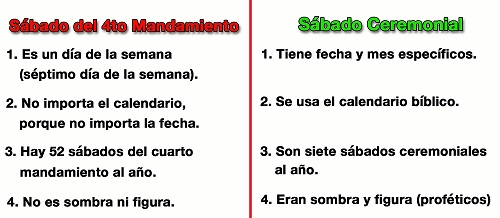 Sábado del 4to Mandamiento
1. Es un día de la semana
(séptimo día de la semana).
2. No importa el calendario,
porque no importa la fecha.
3. Hay 52 sábados del cuarto
mandamiento al año.
4. No es sombra ni figura.
Sábado Ceremonial
1. Tiene fecha y mes específicos.
2. Se usa el calendario bíblico.
3. Son siete sábados ceremoniales
al año.
4. Eran sombra y figura (proféticos)